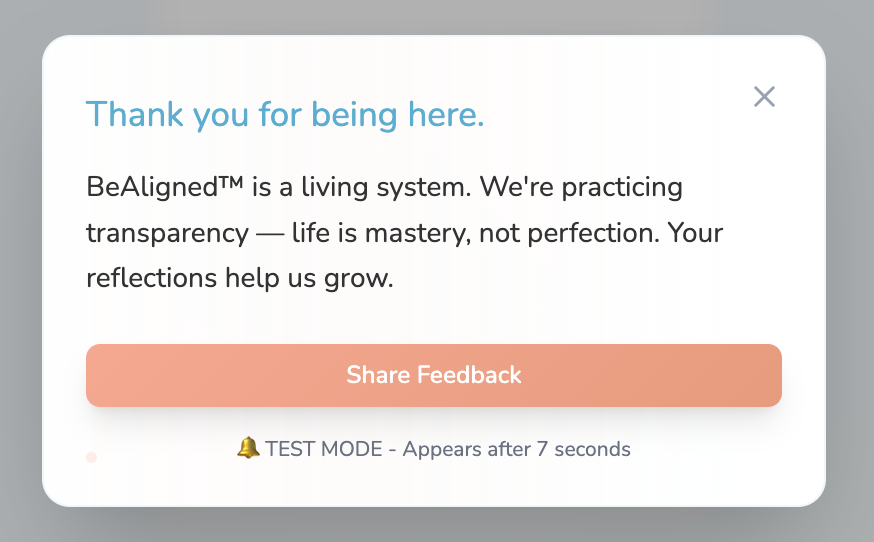 Thank you for being here.
BeAligned™ is a living system. We're practicing
transparency — life is mastery, not perfection. Your
reflections help us grow.
Share Feedback
🔔 TEST MODE - Appears after 7 seconds